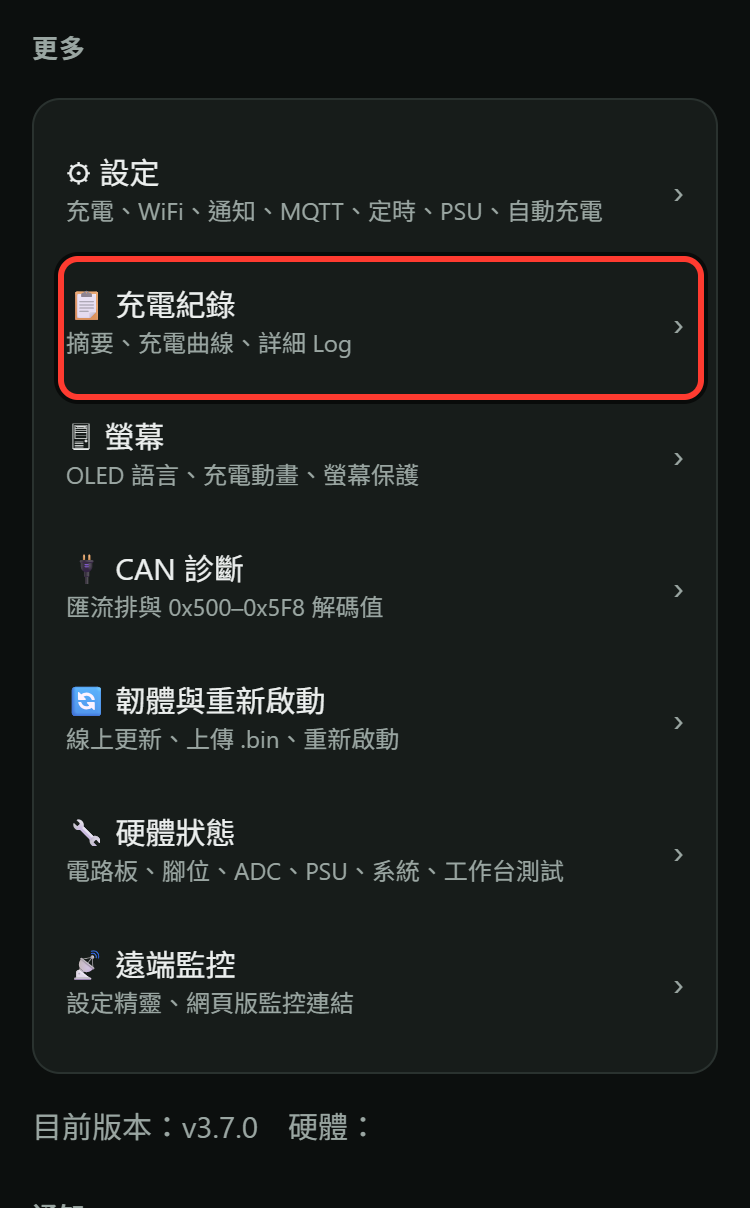 更多
設定
充電、WiFi、通知、MQTT、定時、PSU、自動充電
充電紀錄
摘要、充電曲線、詳細 Log
螢幕
OLED 語言、充電動畫、螢幕保護
CAN 診斷
匯流排與 0x500–0x5F8 解碼值
韌體與重新啟動
線上更新、上傳 .bin、重新啟動
硬體狀態
電路板、腳位、ADC、PSU、系統、工作台測試
遠端監控
設定精靈、網頁版監控連結
目前版本：v3.7.0　硬體：